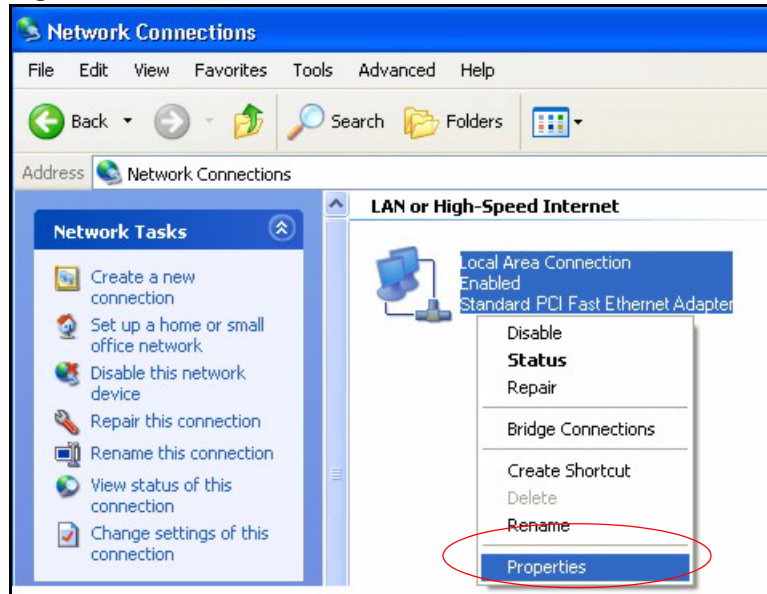 Network Connections
File Edit View Favorites Tools Advanced Help
Back Search Folders
Address Network Connections
Network Tasks
Create a new
connection
Set up a home or small
office network
Disable this network
device
Repair this connection
Rename this connection
View status of this
connection
Change settings of this
connection
LAN or High-Speed Internet
Local Area Connection
Enabled
Standard PCI Fast Ethernet Adapter
Disable
Status
Repair
Bridge Connections
Create Shortcut
Delete
Rename
Properties